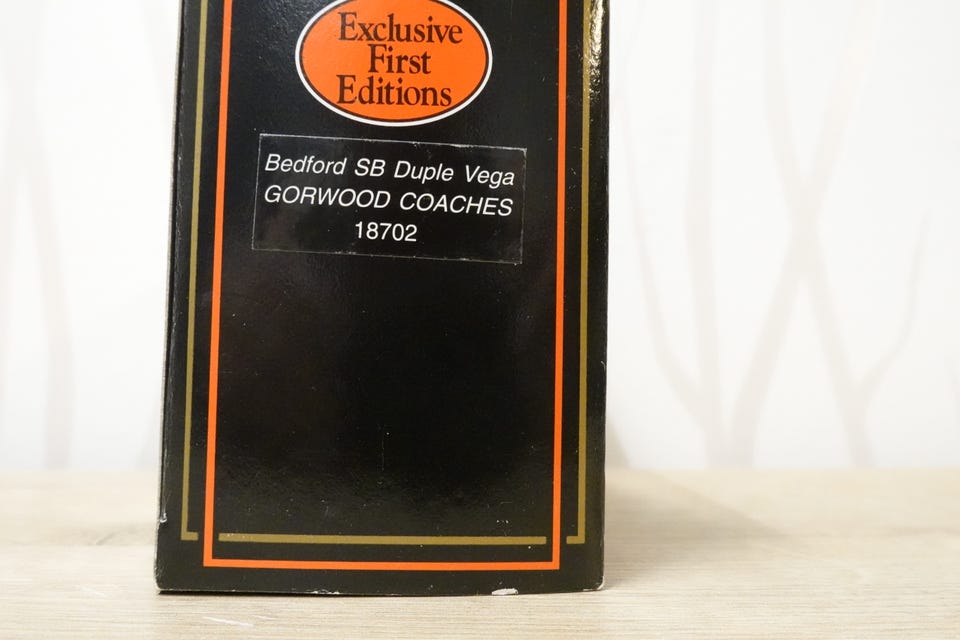 Exclusive
First
Editions
Bedford SB Duple Vega
GORWOOD COACHES
18702